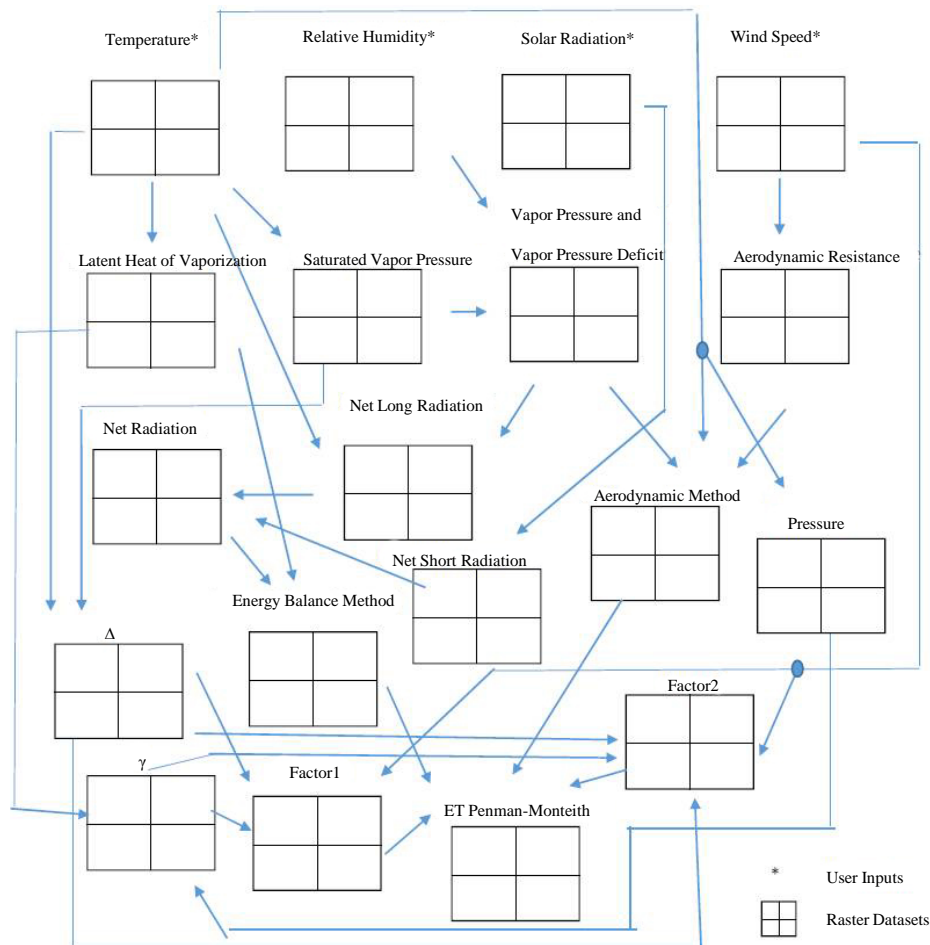 Temperature*
Relative Humidity*
Solar Radiation*
Wind Speed*
Vapor Pressure and
Latent Heat of Vaporization
Saturated Vapor Pressure
Vapor Pressure Deficit
Aerodynamic Resistance
Net Long Radiation
Net Radiation
Aerodynamic Method
Pressure
Net Short Radiation
Energy Balance Method
Δ
Factor2
γ
Factor1
ET Penman-Monteith
* User Inputs
Raster Datasets